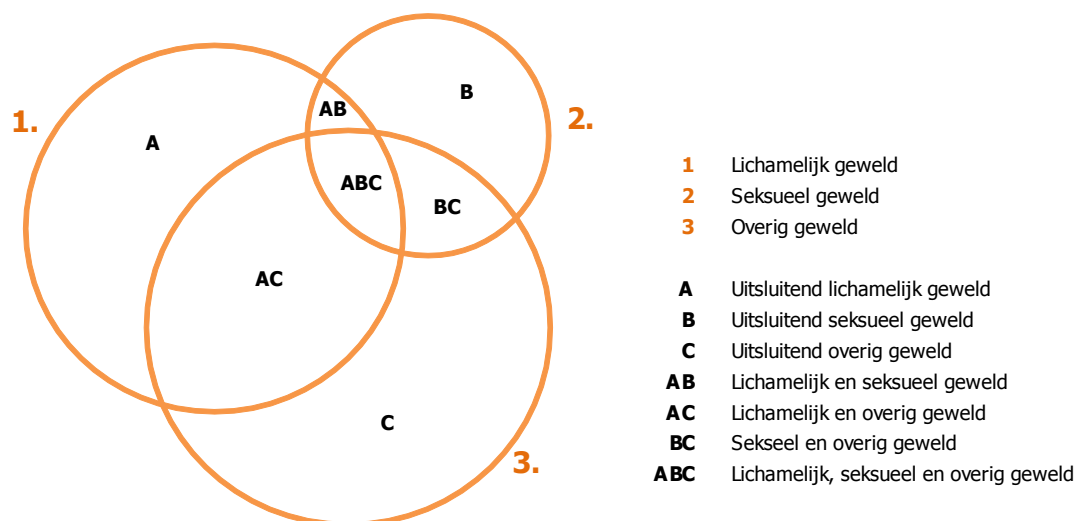 1.
2.
3.
A
B
AB
ABC
BC
AC
C
1 Lichamelijk geweld
2 Seksueel geweld
3 Overig geweld
A Uitsluitend lichamelijk geweld
B Uitsluitend seksueel geweld
C Uitsluitend overig geweld
AB Lichamelijk en seksueel geweld
AC Lichamelijk en overig geweld
BC Sekseel en overig geweld
ABC Lichamelijk, seksueel en overig geweld